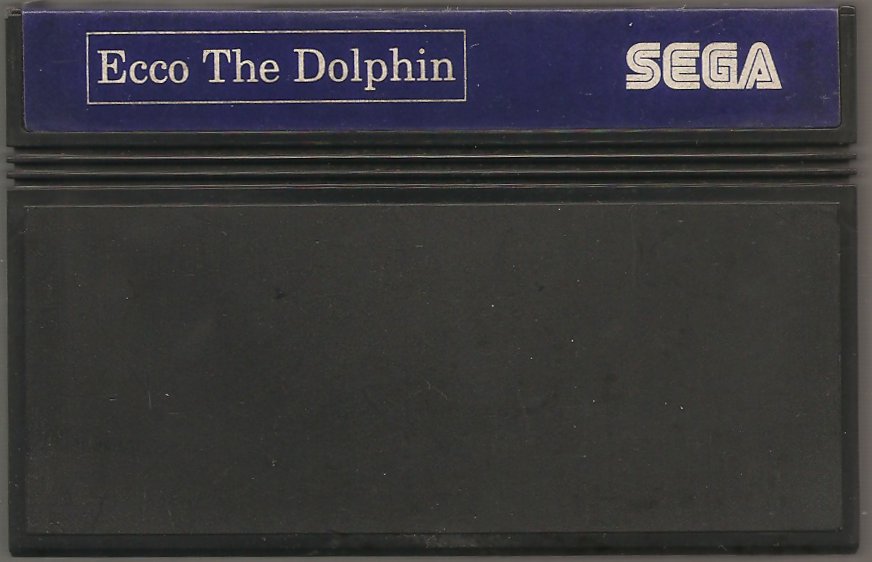 Ecco The Dolphin
SEGA